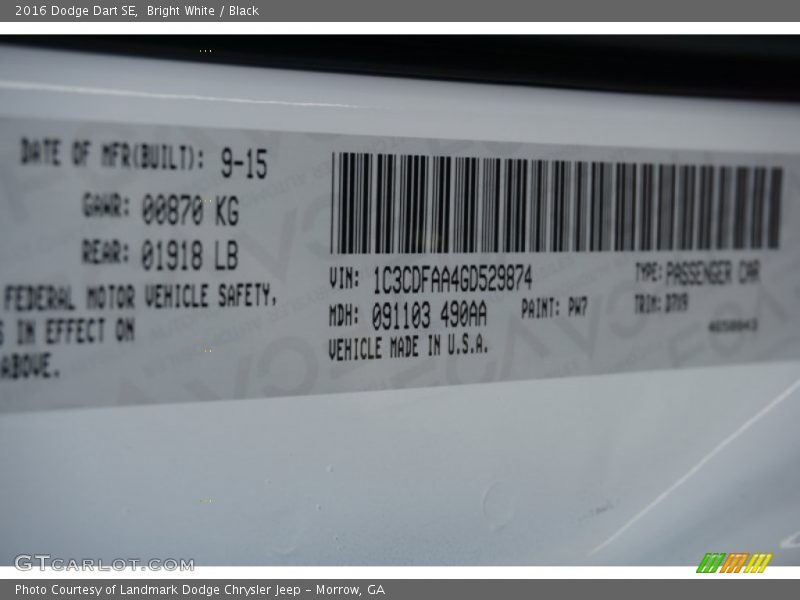 2016 Dodge Dart SE,  Bright White / Black
DATE OF MFR(BUILT): 9-15
GAWR: 00870 KG
REAR: 01918 LB
FEDERAL MOTOR VEHICLE SAFETY,
S IN EFFECT ON
ABOVE.
VIN: 1C3CDFAA4GD529874
TYPE: PASSENGER CAR
MDH: 091103 490AA
PAINT: PW7
TRIM: D7X9
VEHICLE MADE IN U.S.A.
GTCARLOT.COM
Photo Courtesy of Landmark Dodge Chrysler Jeep – Morrow, GA